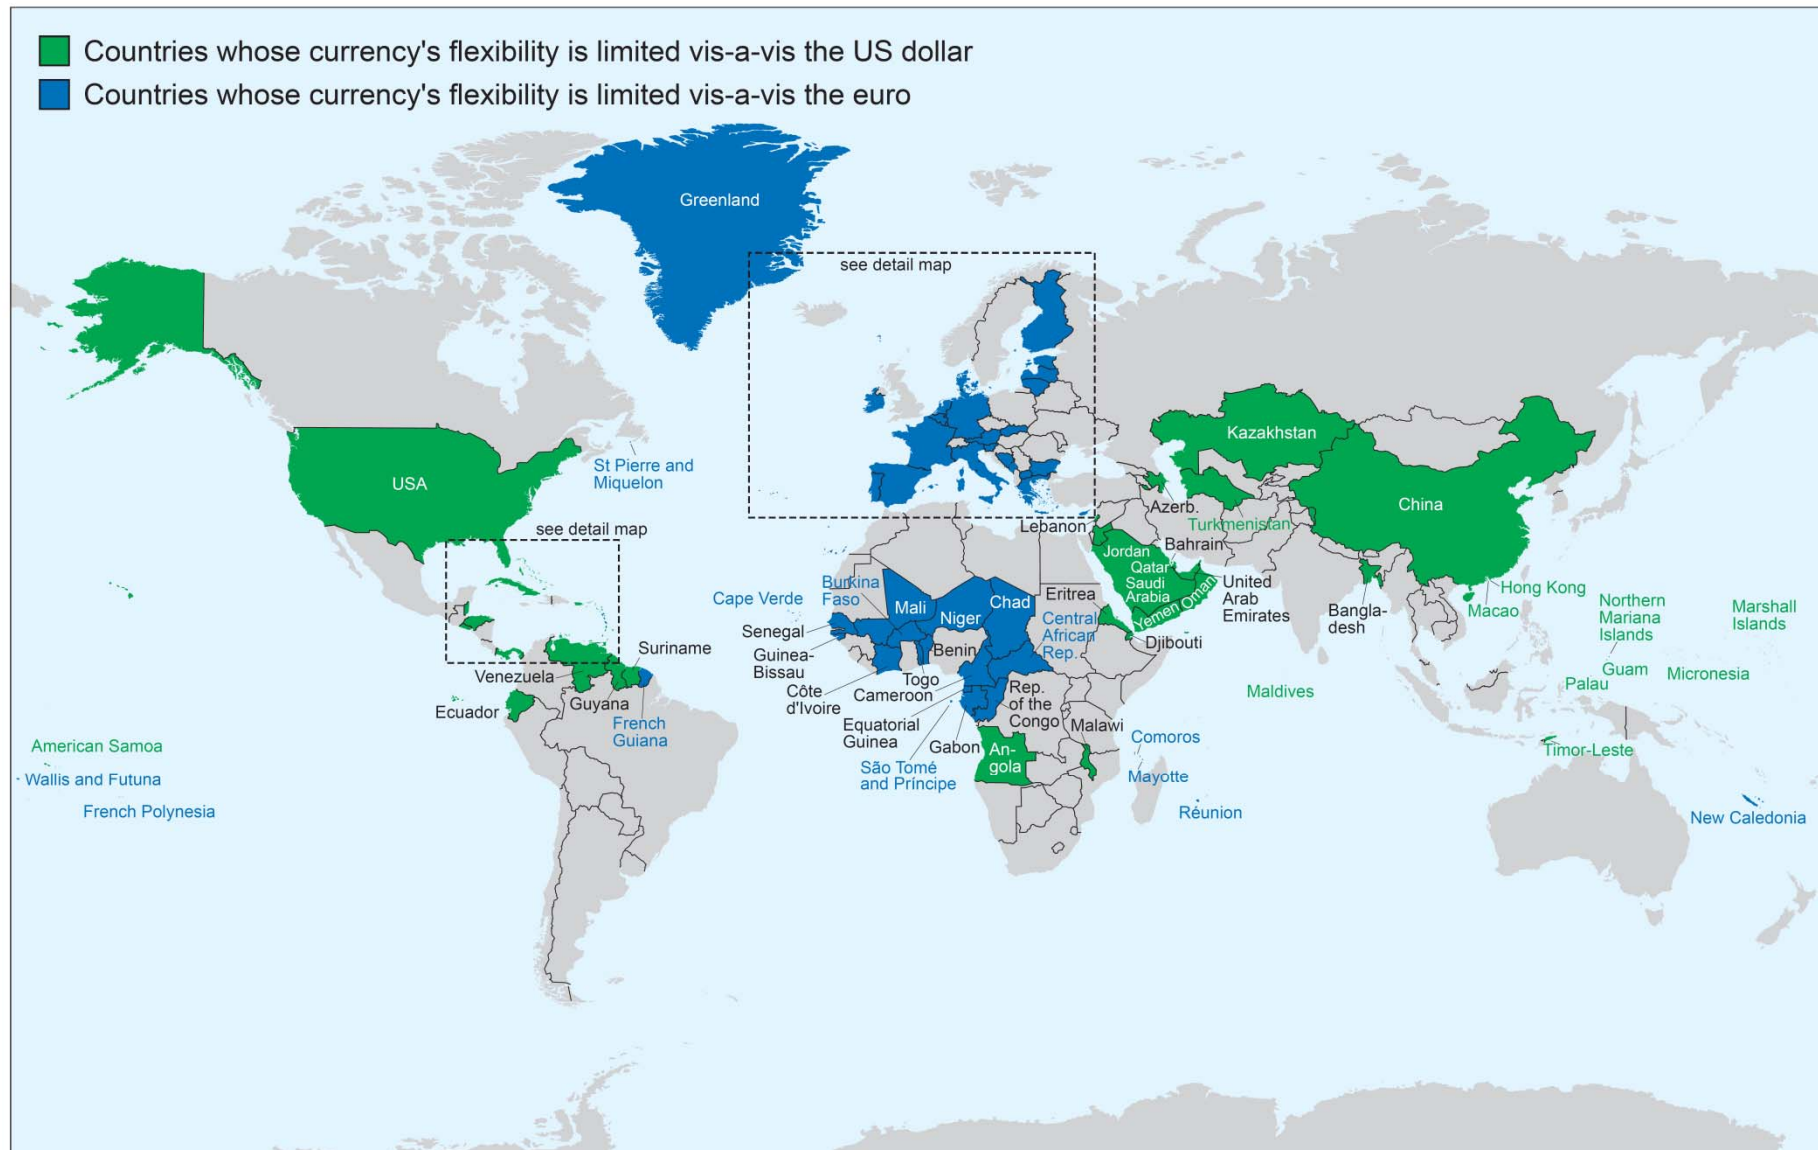 Countries whose currency's flexibility is limited vis-a-vis the US dollar
Countries whose currency's flexibility is limited vis-a-vis the euro
Greenland
see detail map
USA
St Pierre and
Miquelon
see detail map
Kazakhstan
China
Azerb.
Turkmenistan
Lebanon
Jordan
Bahrain
Qatar
Saudi
Arabia
Yemen
Oman
United
Arab
Emirates
Bangla-
desh
Hong Kong
Macao
Northern
Mariana
Islands
Marshall
Islands
Guam
Micronesia
Palau
Maldives
Timor-Leste
Cape Verde
Burkina
Faso
Mali
Niger
Chad
Eritrea
Central
African
Rep.
Djibouti
Senegal
Guinea-
Bissau
Benin
Togo
Côte
d'Ivoire
Cameroon
Rep.
of the
Congo
Equatorial
Guinea
Gabon
São Tomé
and Príncipe
An-
gola
Malawi
Comoros
Mayotte
Réunion
Suriname
Venezuela
Guyana
Ecuador
French
Guiana
American Samoa
Wallis and Futuna
French Polynesia
New Caledonia